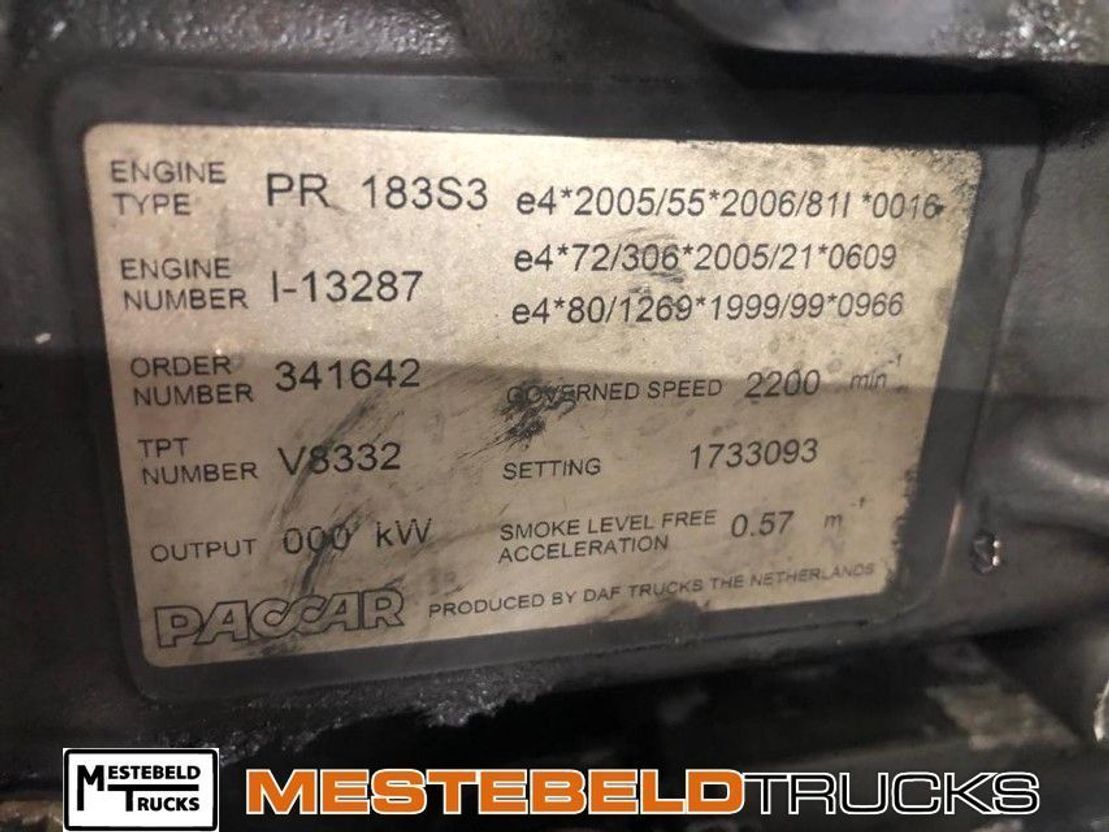 ENGINE TYPE PR 183S3
e4*2005/55*2006/81I *0016
e4*72/306*2005/21*0609
ENGINE NUMBER I-13287
e4*80/1269*1999/99*0966
ORDER NUMBER 341642
GOVERNED SPEED 2200 min-1
TPT NUMBER V8332
SETTING 1733093
OUTPUT 000 kW
SMOKE LEVEL FREE ACCELERATION 0.57 m-1
PACCAR PRODUCED BY DAF TRUCKS THE NETHERLANDS
MESTEBELD
TRUCKS
MESTEBELDTRUCKS